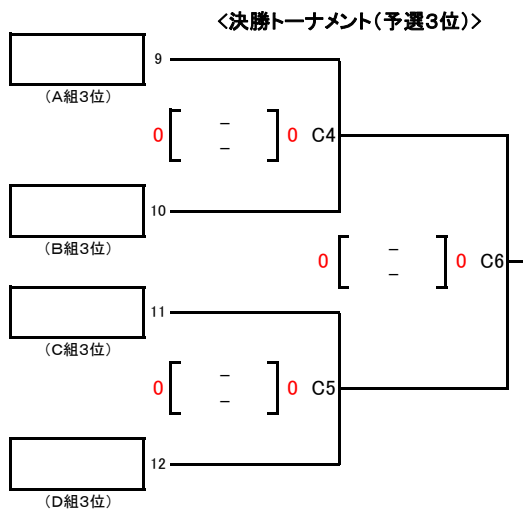 <決勝トーナメント(予選3位)>
9
(A組3位)
0 [ - ] 0 C4
-
10
(B組3位)
0 [ - ] 0 C6
-
11
(C組3位)
0 [ - ] 0 C5
-
12
(D組3位)